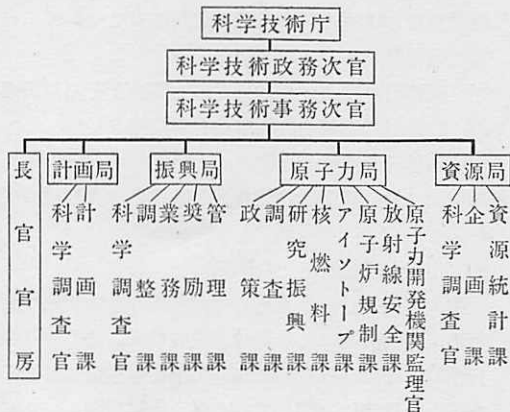 科学技術庁
科学技術政務次官
科学技術事務次官
長官官房
計画局
振興局
原子力局
資源局
科学調査官
計画課
科学調査官
調整課
業務課
奨励課
管理課
政策課
調査課
研究振興課
核燃料課
アイソトープ課
原子炉規制課
放射線安全課
原子力開発機関監理官
科学調査官
企画課
資源統計課